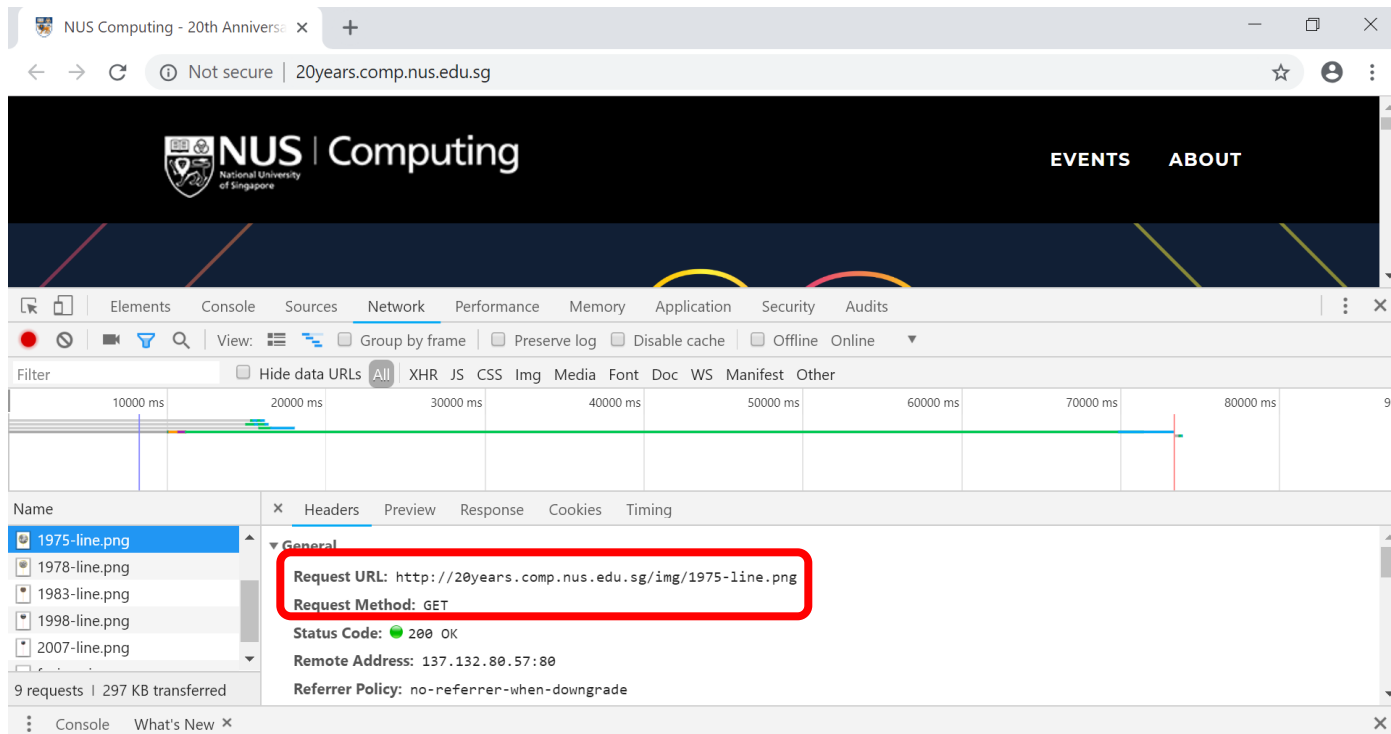 NUS Computing - 20th Annivers
Not secure | 20years.comp.nus.edu.sg
NUS | Computing
National University
of Singapore
EVENTS ABOUT
Elements Console Sources Network Performance Memory Application Security Audits
View: Group by frame Preserve log Disable cache Offline Online
Filter Hide data URLs All XHR JS CSS Img Media Font Doc WS Manifest Other
10000 ms 20000 ms 30000 ms 40000 ms 50000 ms 60000 ms 70000 ms 80000 ms 9
Name × Headers Preview Response Cookies Timing
1975-line.png
1978-line.png
1983-line.png
1998-line.png
2007-line.png
9 requests | 297 KB transferred
General
Request URL: http://20years.comp.nus.edu.sg/img/1975-line.png
Request Method: GET
Status Code: 200 OK
Remote Address: 137.132.80.57:80
Referrer Policy: no-referrer-when-downgrade
Console What's New ×